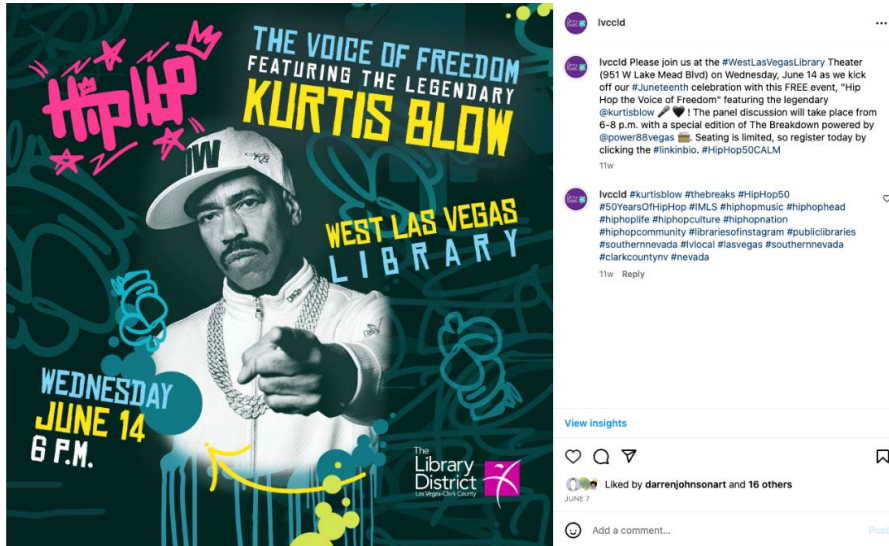 HipHop
THE VOICE OF FREEDOM
FEATURING THE LEGENDARY
KURTIS BLOW
WEST LAS VEGAS
LIBRARY
WEDNESDAY
JUNE 14
6 P.M.
The
Library
District
Las Vegas-Clark County
lvccld
lvccld Please join us at the #WestLasVegasLibrary Theater
(951 W Lake Mead Blvd) on Wednesday, June 14 as we kick
off our #Juneteenth celebration with this FREE event, "Hip
Hop the Voice of Freedom" featuring the legendary
@kurtisblow 🎤 🖤 ! The panel discussion will take place from
6-8 p.m. with a special edition of The Breakdown powered by
@power88vegas 📻. Seating is limited, so register today by
clicking the #linkinbio. #HipHop50CALM
11w
lvccld #kurtisblow #thebreaks #HipHop50
#50YearsOfHipHop #IMLS #hiphopmusic #hiphophead
#hiphoplife #hiphopculture #hiphopnation
#hiphopcommunity #librariesofinstagram #publiclibraries
#southernnevada #lvlocal #lasvegas #southernnevada
#clarkcountynv #nevada
11w Reply
View insights
Liked by darrenjohnsonart and 16 others
JUNE 7
Add a comment...
Post